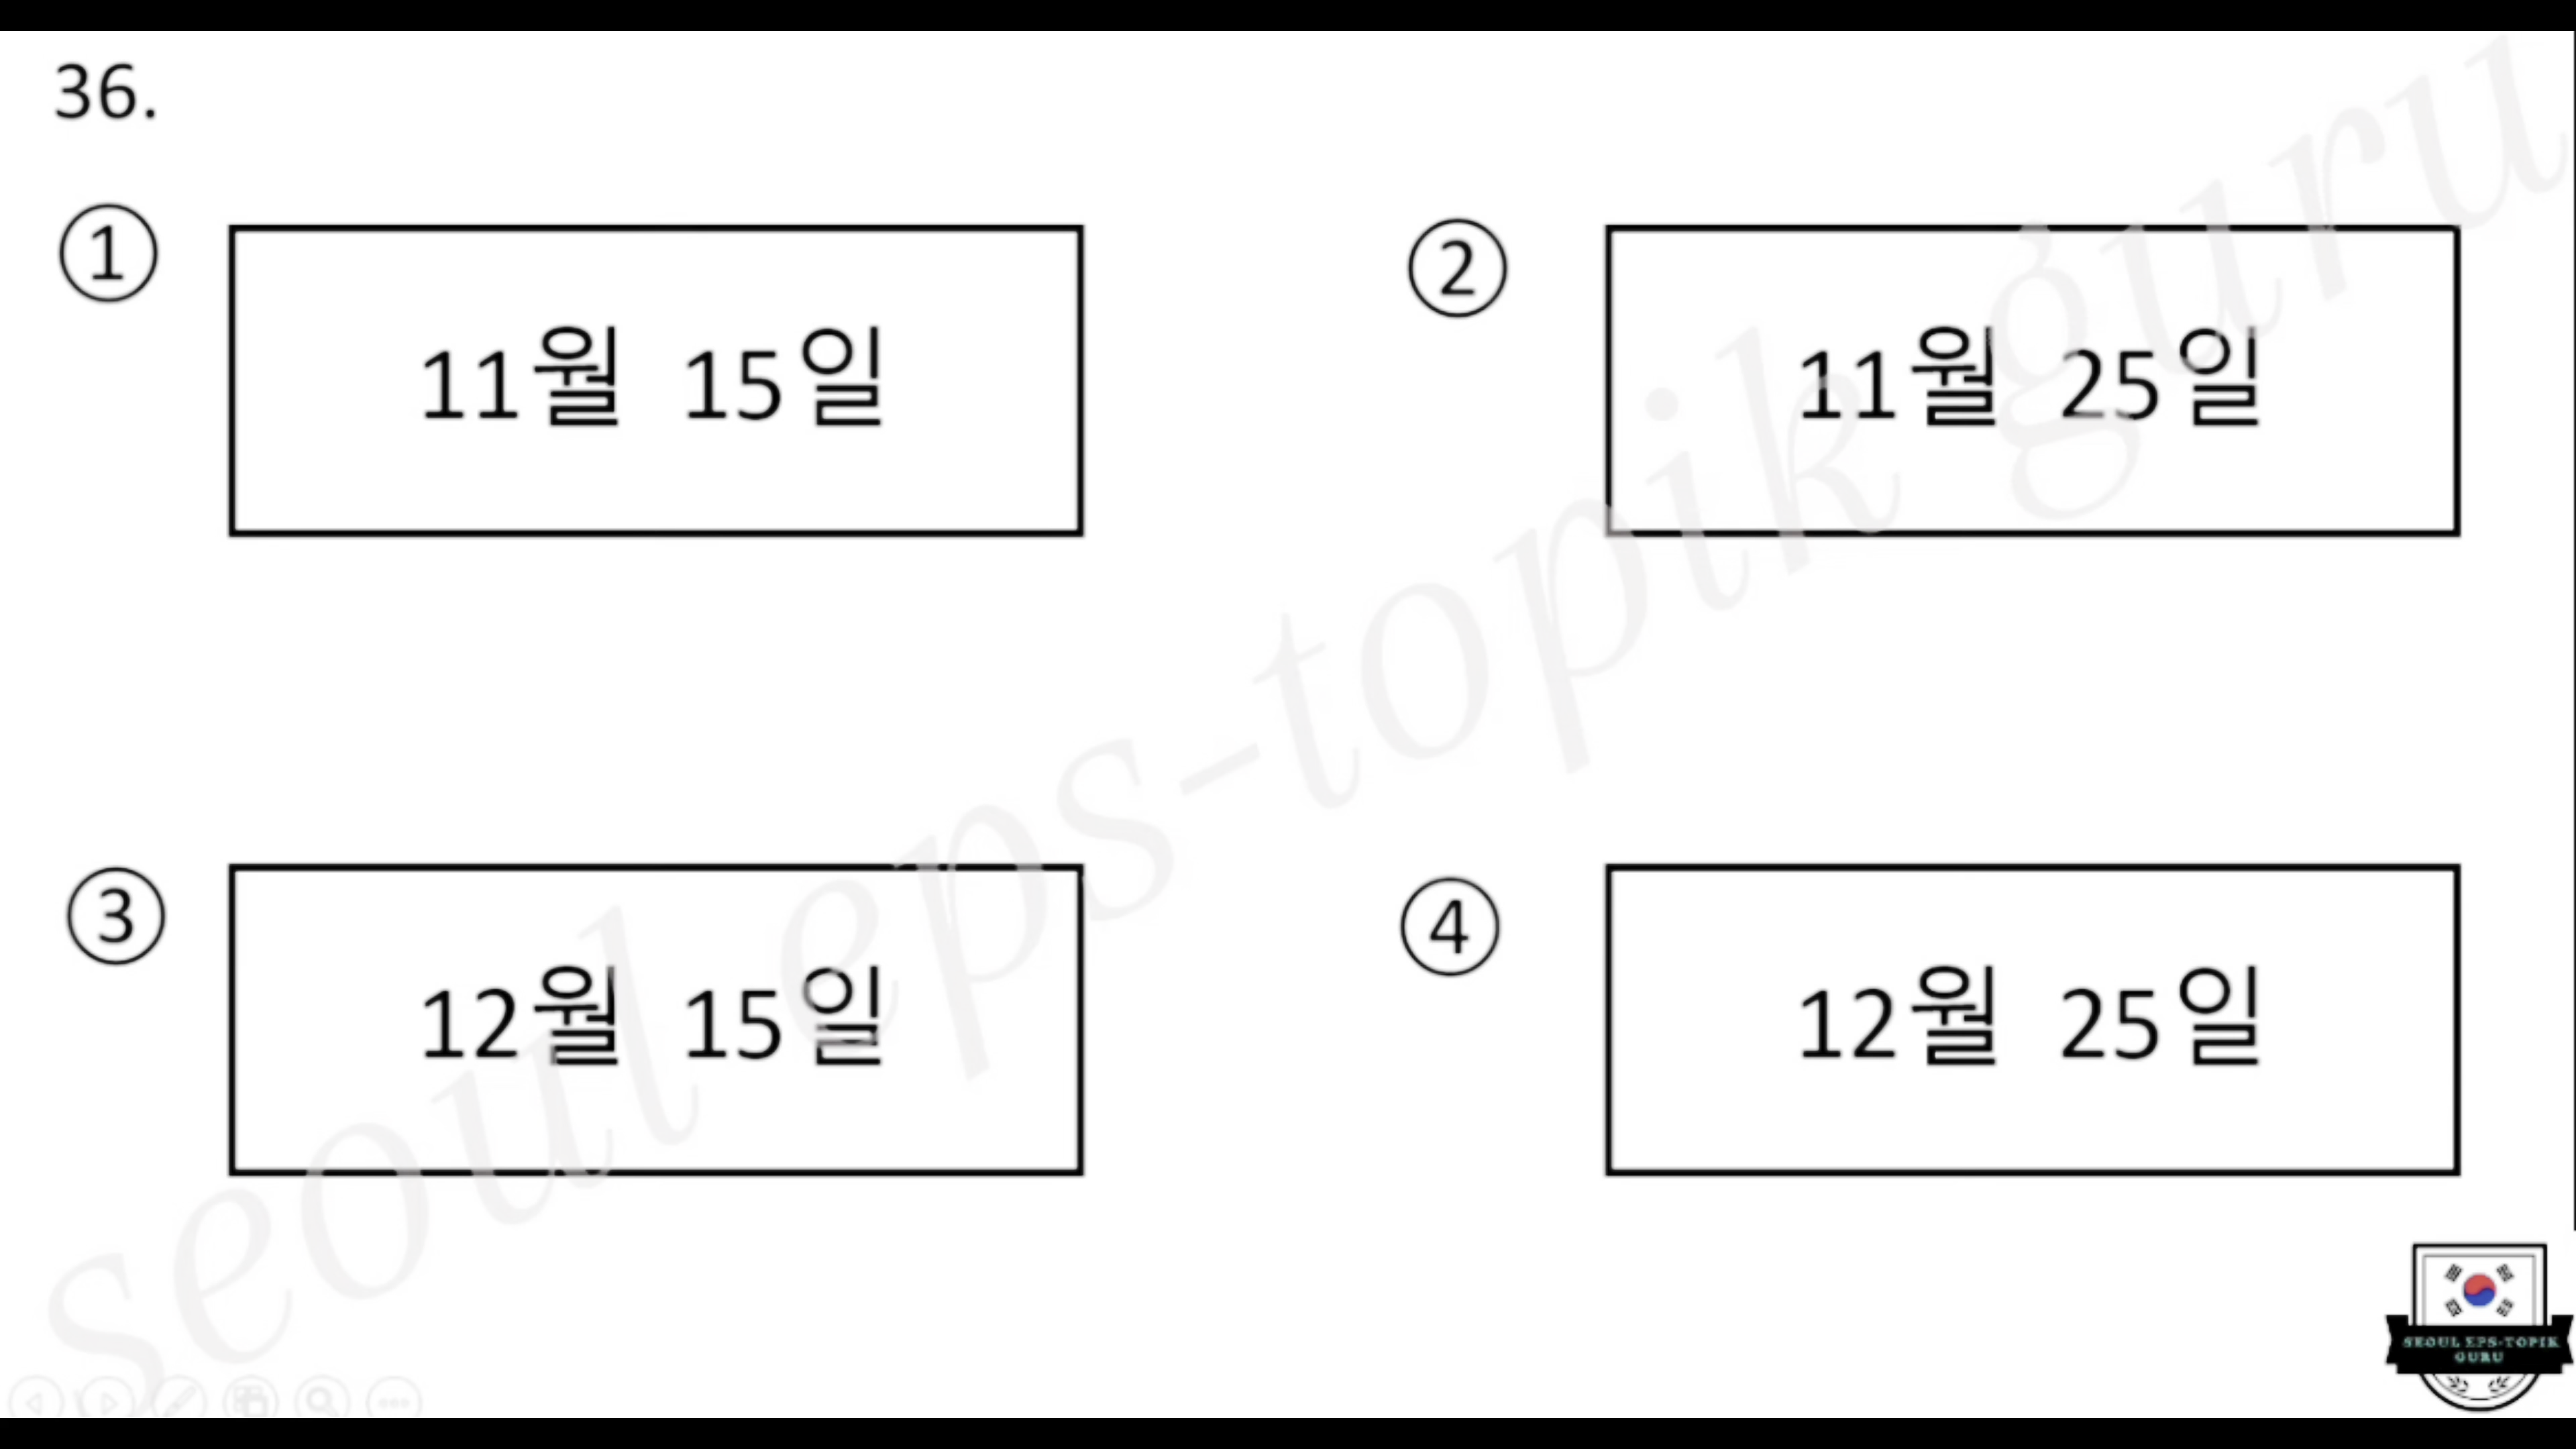 36.
①
11월 15일
②
11월 25일
③
12월 15일
④
12월 25일
seoul eps-topik guru
SEOUL EPS-TOPIK
GURU